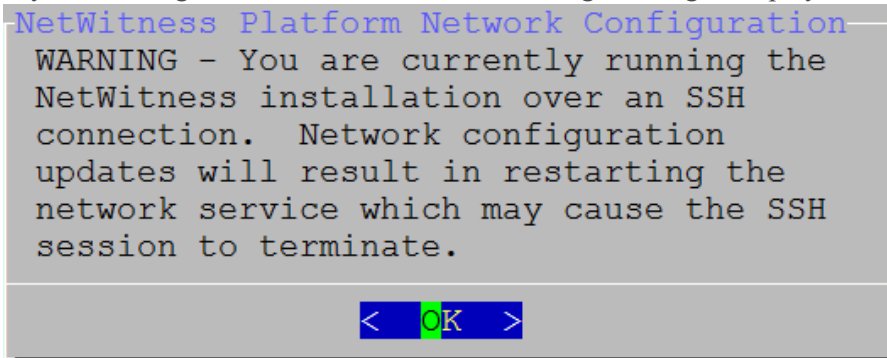 NetWitness Platform Network Configuration
WARNING - You are currently running the
NetWitness installation over an SSH
connection.  Network configuration
updates will result in restarting the
network service which may cause the SSH
session to terminate.
<  OK  >